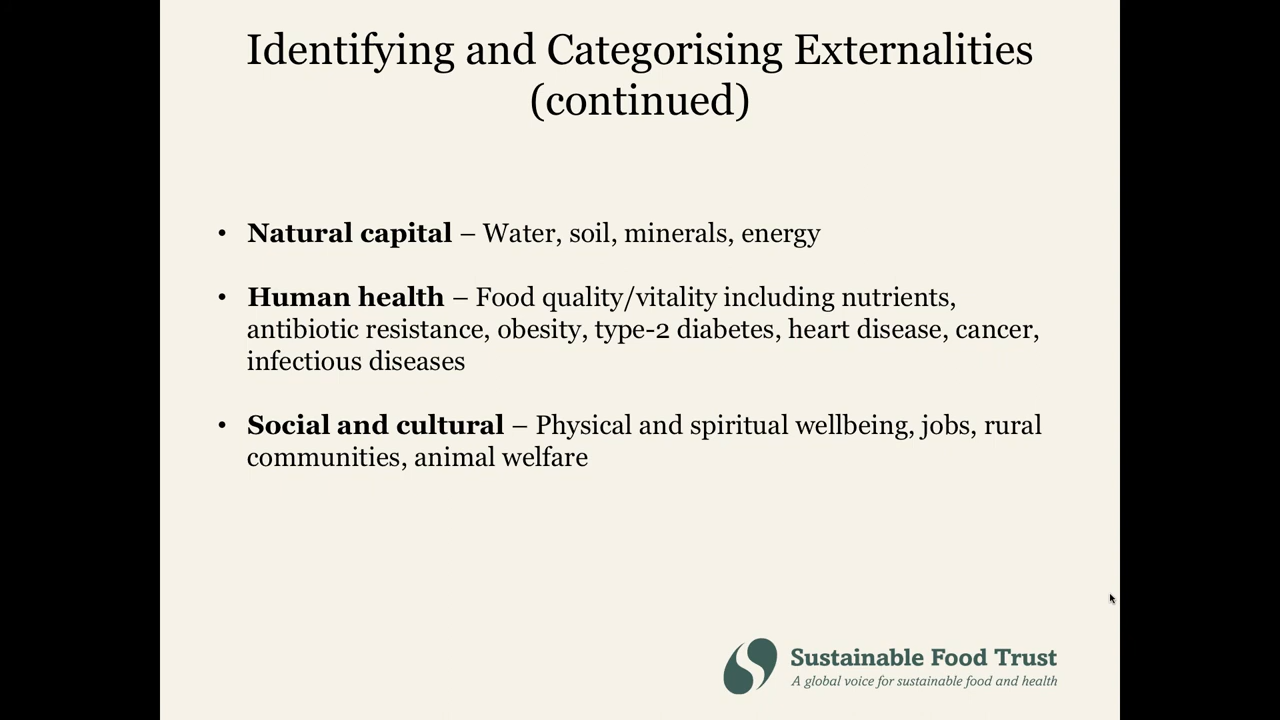 Identifying and Categorising Externalities
(continued)
• Natural capital – Water, soil, minerals, energy
• Human health – Food quality/vitality including nutrients,
antibiotic resistance, obesity, type-2 diabetes, heart disease, cancer,
infectious diseases
• Social and cultural – Physical and spiritual wellbeing, jobs, rural
communities, animal welfare
Sustainable Food Trust
A global voice for sustainable food and health